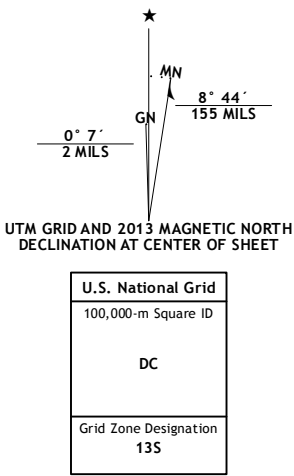 ★
MN
GN
8° 44´
155 MILS
0° 7´
2 MILS
UTM GRID AND 2013 MAGNETIC NORTH
DECLINATION AT CENTER OF SHEET
U.S. National Grid
100,000-m Square ID
DC
Grid Zone Designation
13S